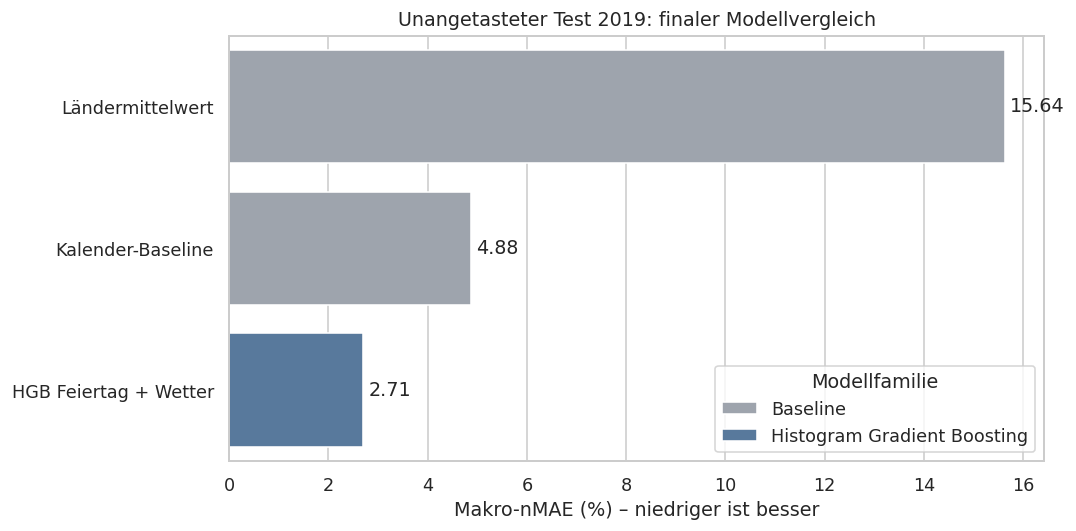 Unangetasteter Test 2019: finaler Modellvergleich
Ländermittelwert
15.64
Kalender-Baseline
4.88
HGB Feiertag + Wetter
2.71
Modellfamilie
Baseline
Histogram Gradient Boosting
0 2 4 6 8 10 12 14 16
Makro-nMAE (%) – niedriger ist besser